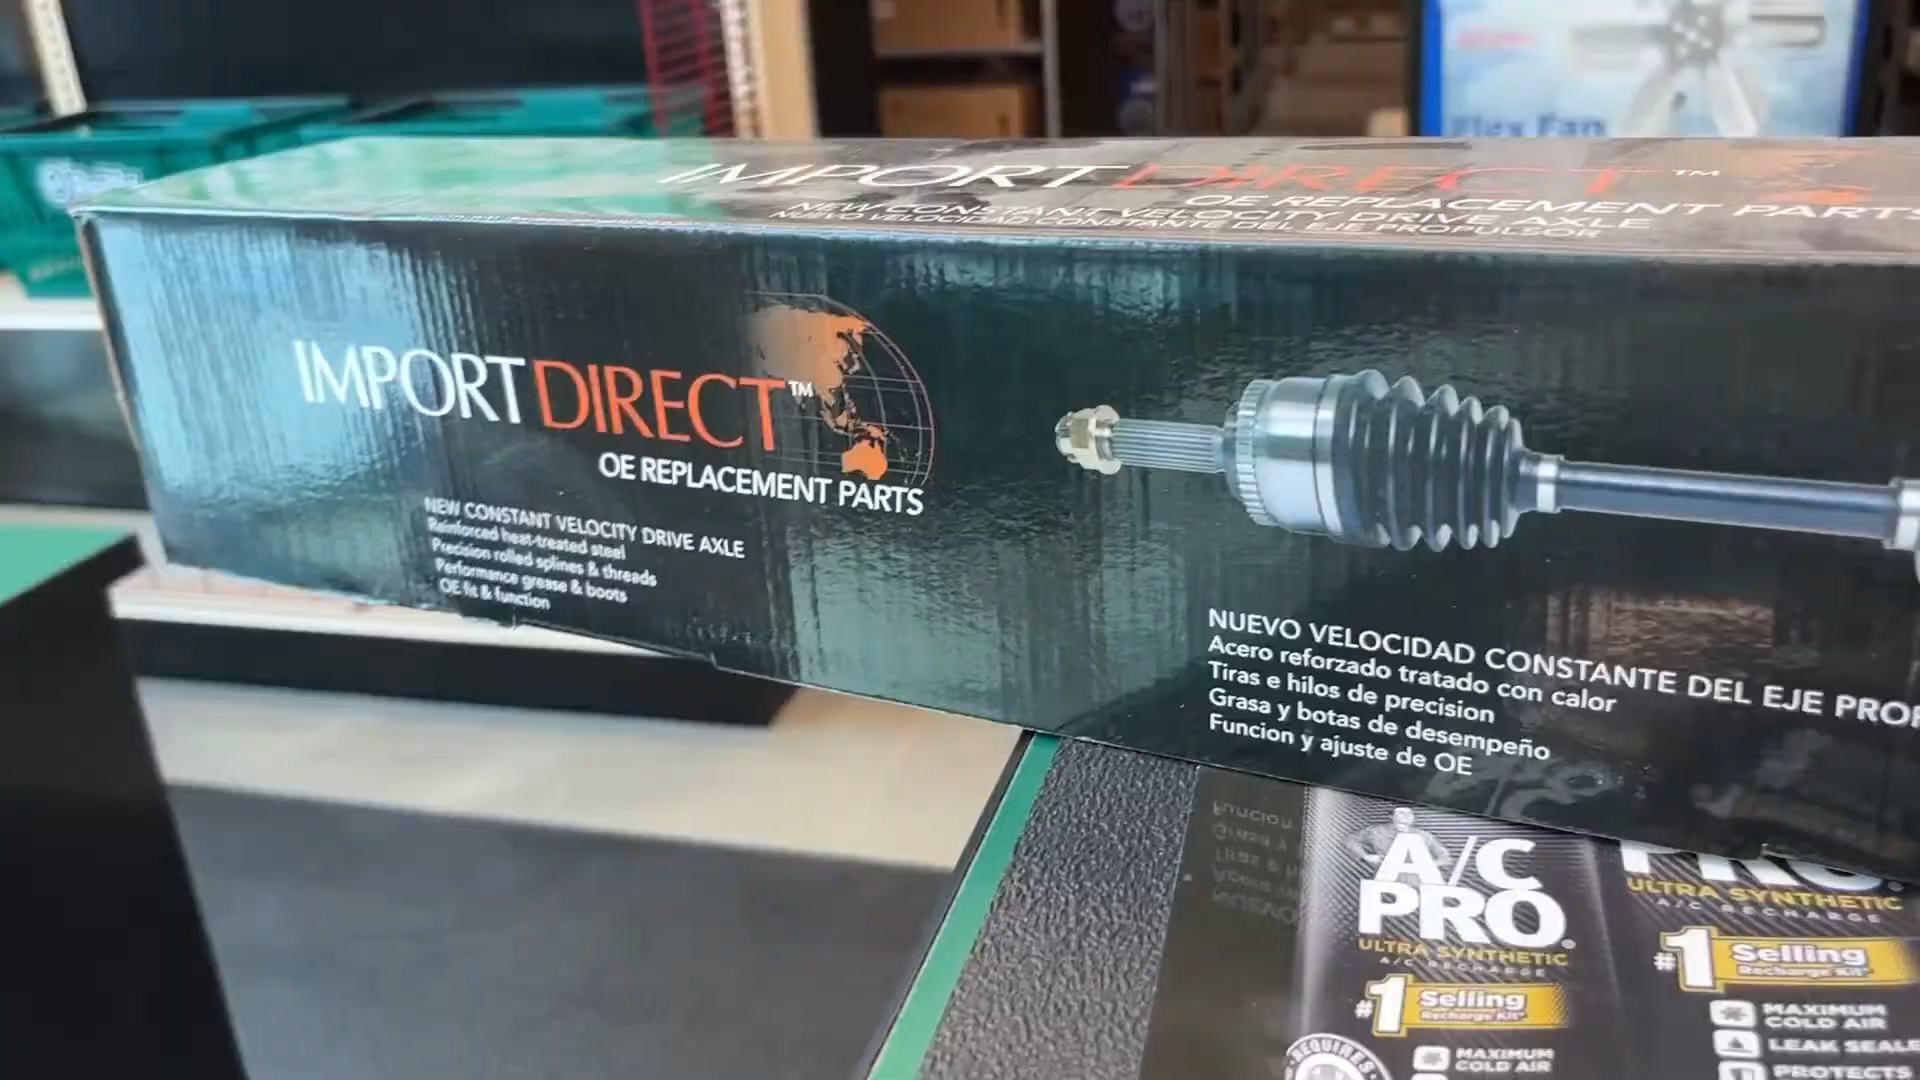 Flex Fan
IMPORT DIRECT™
OE REPLACEMENT PARTS
NEW CONSTANT VELOCITY DRIVE AXLE
NUEVO VELOCIDAD CONSTANTE DEL EJE PROPULSOR
IMPORT DIRECT™
OE REPLACEMENT PARTS
NEW CONSTANT VELOCITY DRIVE AXLE
Reinforced heat-treated steel
Precision rolled splines & threads
Performance grease & boots
OE fit & function
NUEVO VELOCIDAD CONSTANTE DEL EJE
Acero reforzado tratado con calor
Tiras e hilos de precision
Grasa y botas de desempeño
Funcion y ajuste de OE
A/C
PRO®
ULTRA SYNTHETIC
A/C RECHARGE
#1 Selling
Recharge Kit*
MAXIMUM
COLD AIR
REQUIRES
PRO®
ULTRA SYNTHETIC
A/C RECHARGE
#1 Selling
Recharge Kit*
MAXIMUM
COLD AIR
LEAK SEALE
PROTECTS